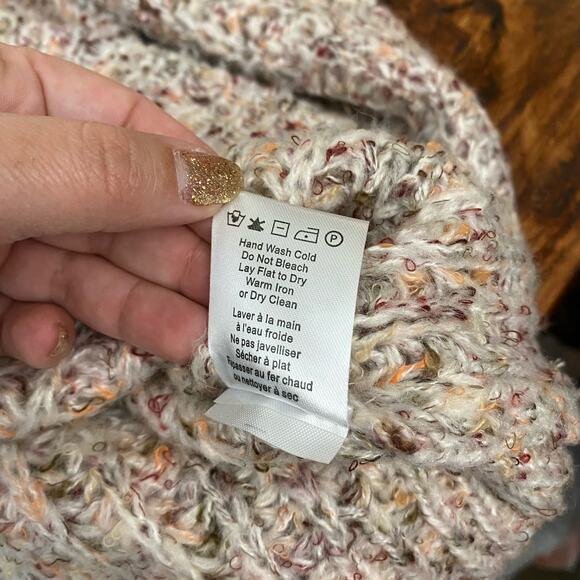 P
Hand Wash Cold
Do Not Bleach
Lay Flat to Dry
Warm Iron
or Dry Clean
Laver à la main
à l'eau froide
Ne pas javelliser
Sécher à plat
Repasser au fer chaud
ou nettoyer à sec